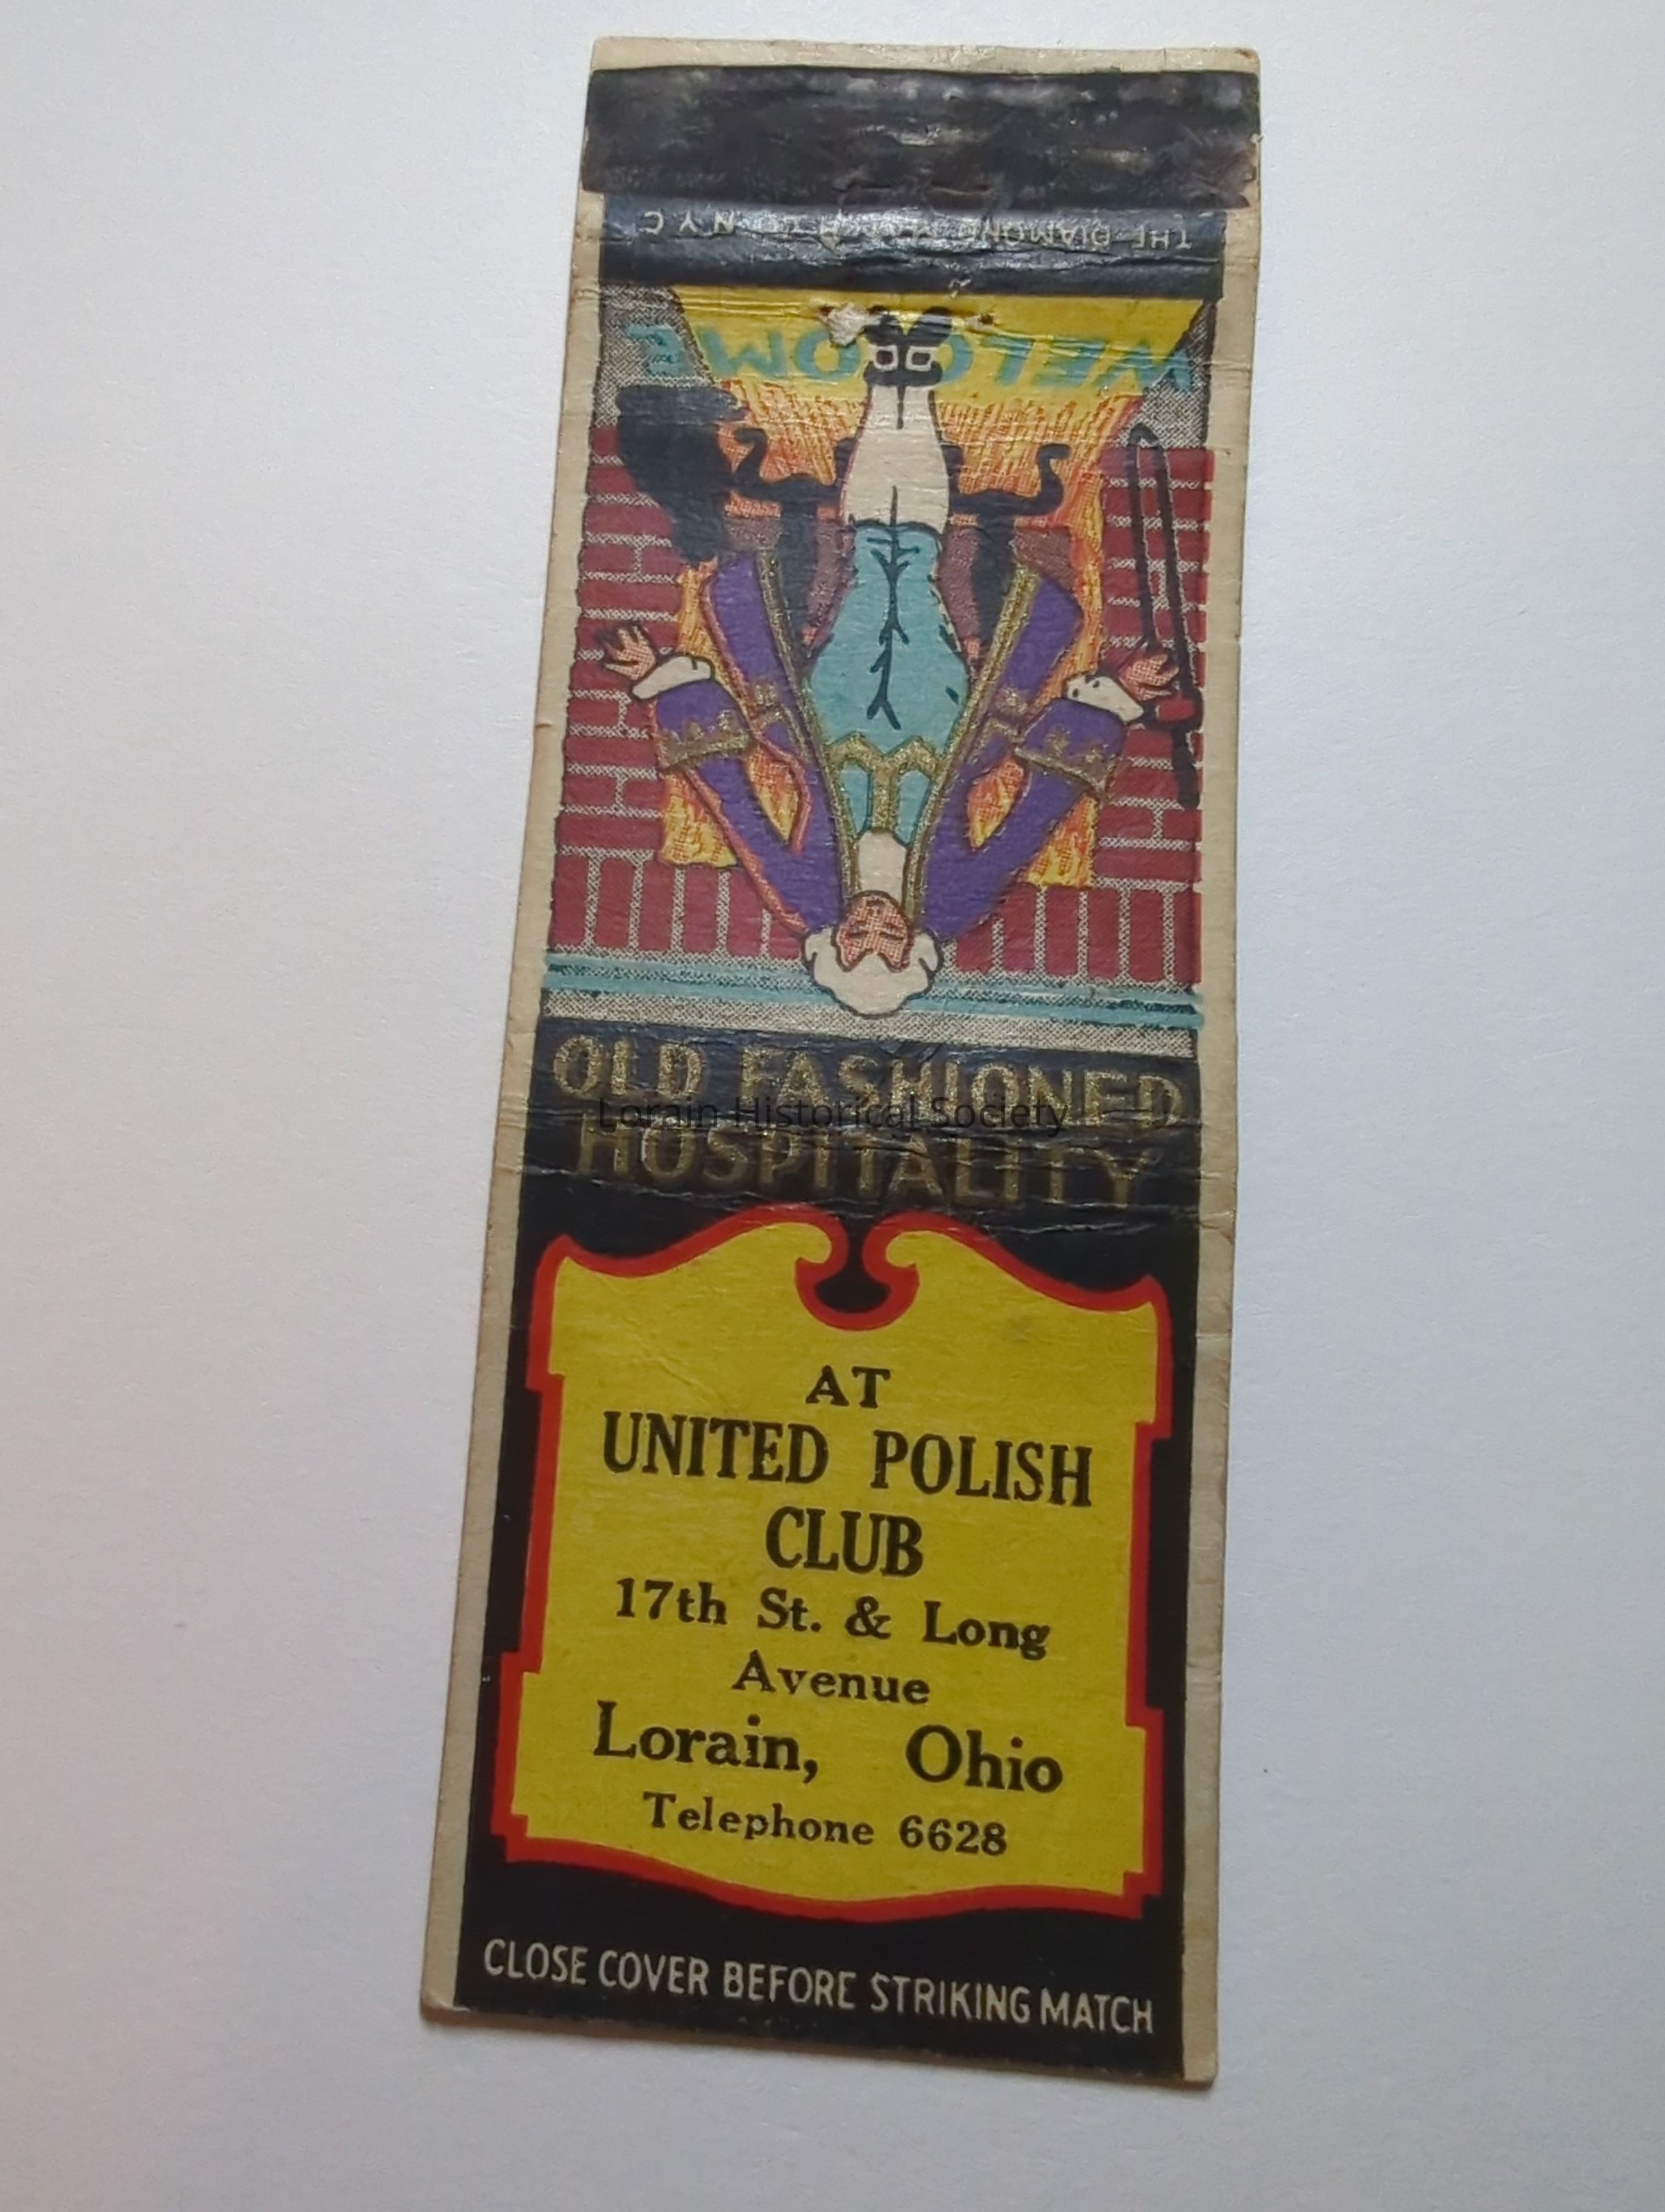 THE DIAMOND MATCH CO. N Y C
WELCOME
OLD FASHIONED
HOSPITALITY
Lorain Historical Society
AT
UNITED POLISH
CLUB
17th St. & Long
Avenue
Lorain, Ohio
Telephone 6628
CLOSE COVER BEFORE STRIKING MATCH